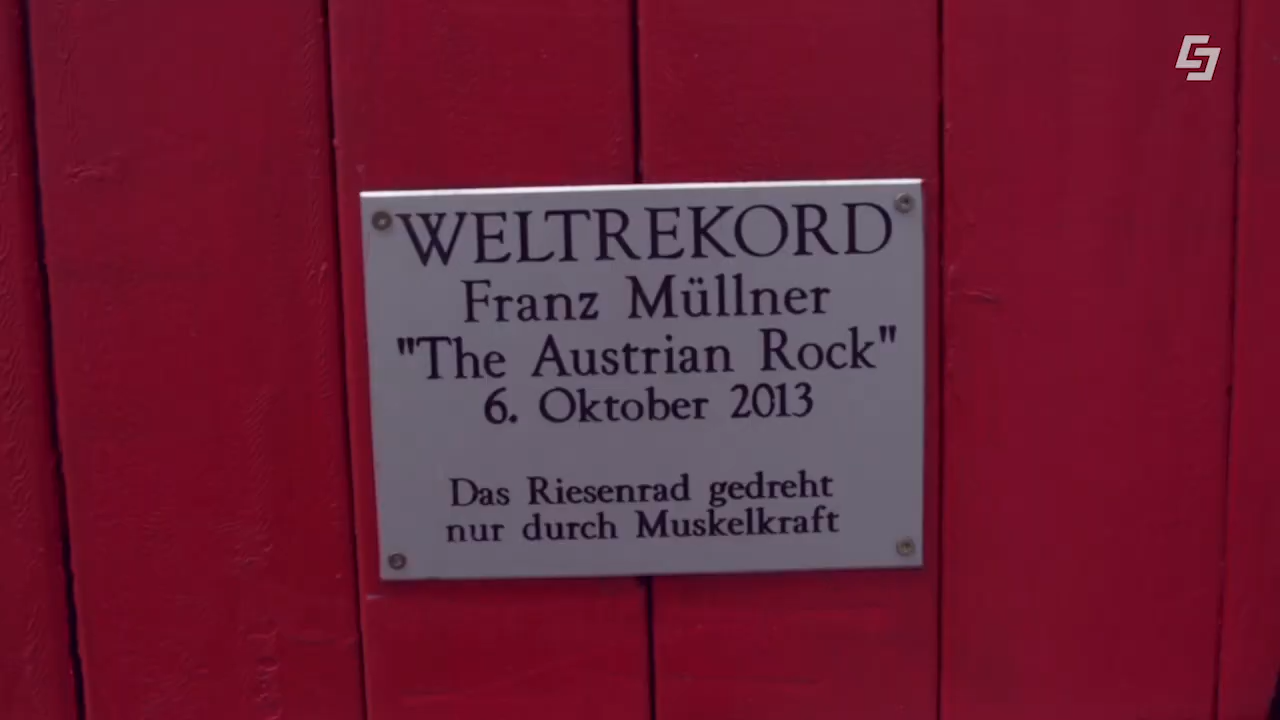 WELTREKORD
Franz Müllner
"The Austrian Rock"
6. Oktober 2013
Das Riesenrad gedreht
nur durch Muskelkraft